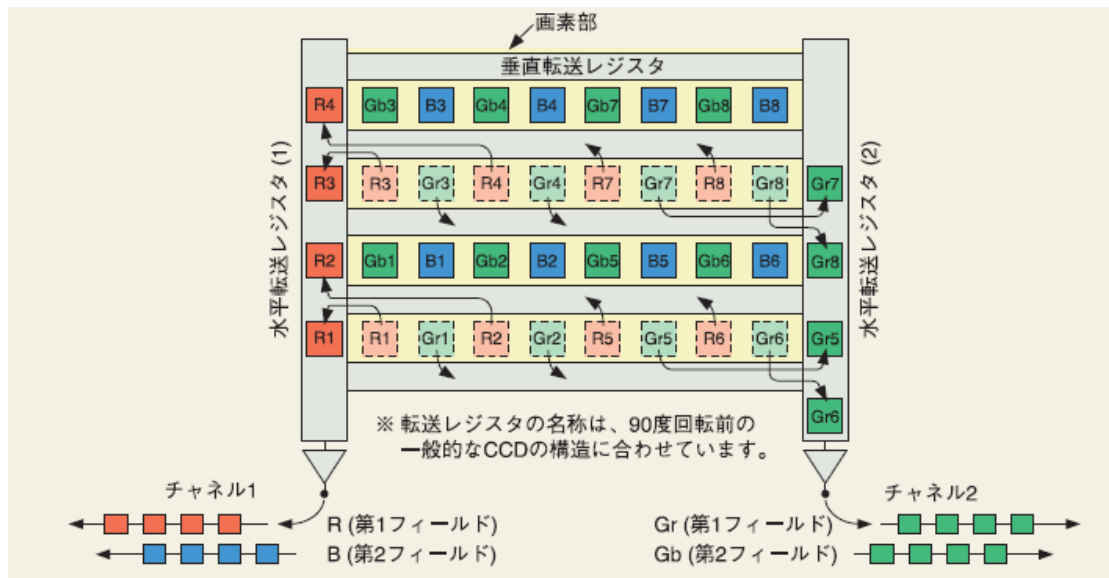 画素部
垂直転送レジスタ
R4 Gb3 B3 Gb4 B4 Gb7 B7 Gb8 B8
水平転送レジスタ (1)
水平転送レジスタ (2)
R3 R3 Gr3 R4 Gr4 R7 Gr7 R8 Gr8 Gr7
R2 Gb1 B1 Gb2 B2 Gb5 B5 Gb6 B6 Gr8
R1 R1 Gr1 R2 Gr2 R5 Gr5 R6 Gr6 Gr5
Gr6
※ 転送レジスタの名称は、90度回転前の
一般的なCCDの構造に合わせています。
チャネル1
チャネル2
R (第1フィールド)
Gr (第1フィールド)
B (第2フィールド)
Gb (第2フィールド)